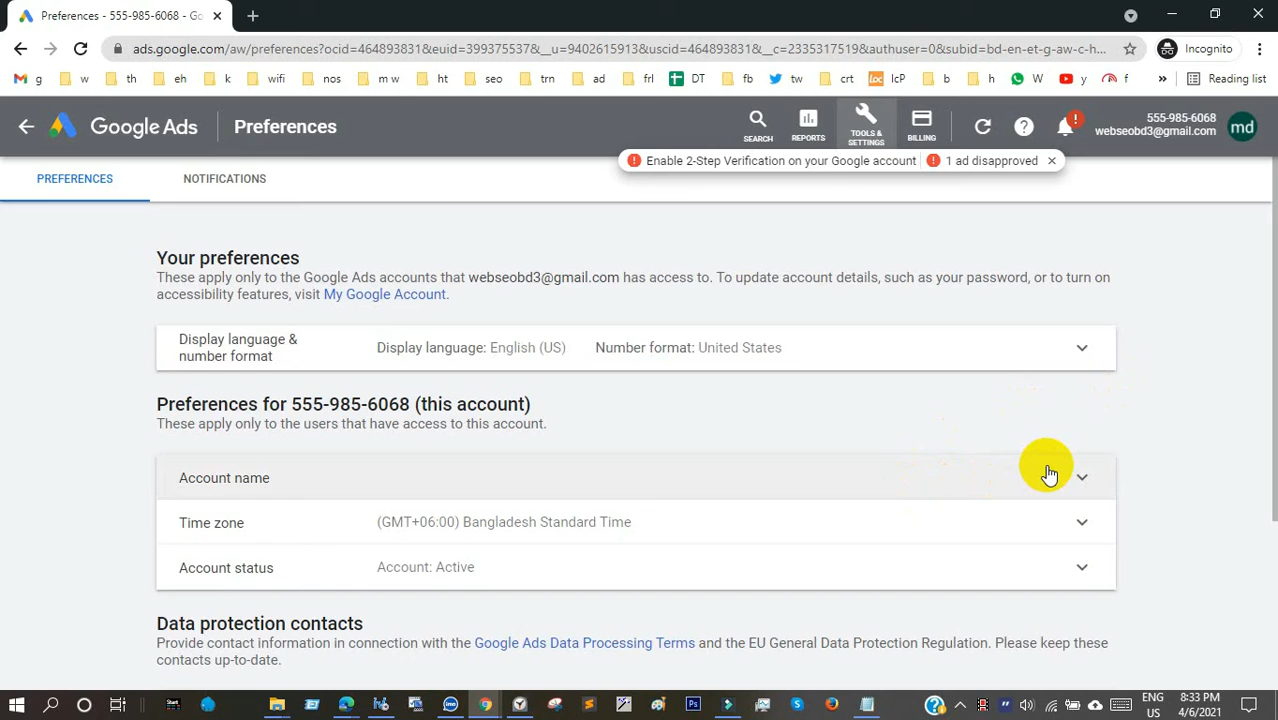 Preferences - 555-985-6068 - Go
ads.google.com/aw/preferences?ocid=464893831&euid=399375537&__u=9402615913&uscid=464893831&__c=2335317519&authuser=0&subid=bd-en-et-g-aw-c-h...
Incognito
g w th eh k wifi nos m w ht seo trn ad frl DT fb tw crt loc lcP b h W y f » Reading list
Google Ads Preferences
SEARCH REPORTS TOOLS & SETTINGS BILLING
! 555-985-6068
webseobd3@gmail.com md
Enable 2-Step Verification on your Google account 1 ad disapproved
PREFERENCES NOTIFICATIONS
Your preferences
These apply only to the Google Ads accounts that webseobd3@gmail.com has access to. To update account details, such as your password, or to turn on
accessibility features, visit My Google Account.
Display language &
number format
Display language: English (US) Number format: United States
Preferences for 555-985-6068 (this account)
These apply only to the users that have access to this account.
Account name
Time zone (GMT+06:00) Bangladesh Standard Time
Account status Account: Active
Data protection contacts
Provide contact information in connection with the Google Ads Data Processing Terms and the EU General Data Protection Regulation. Please keep these
contacts up-to-date.
Start Ps
ENG
US
8:33 PM
4/6/2021